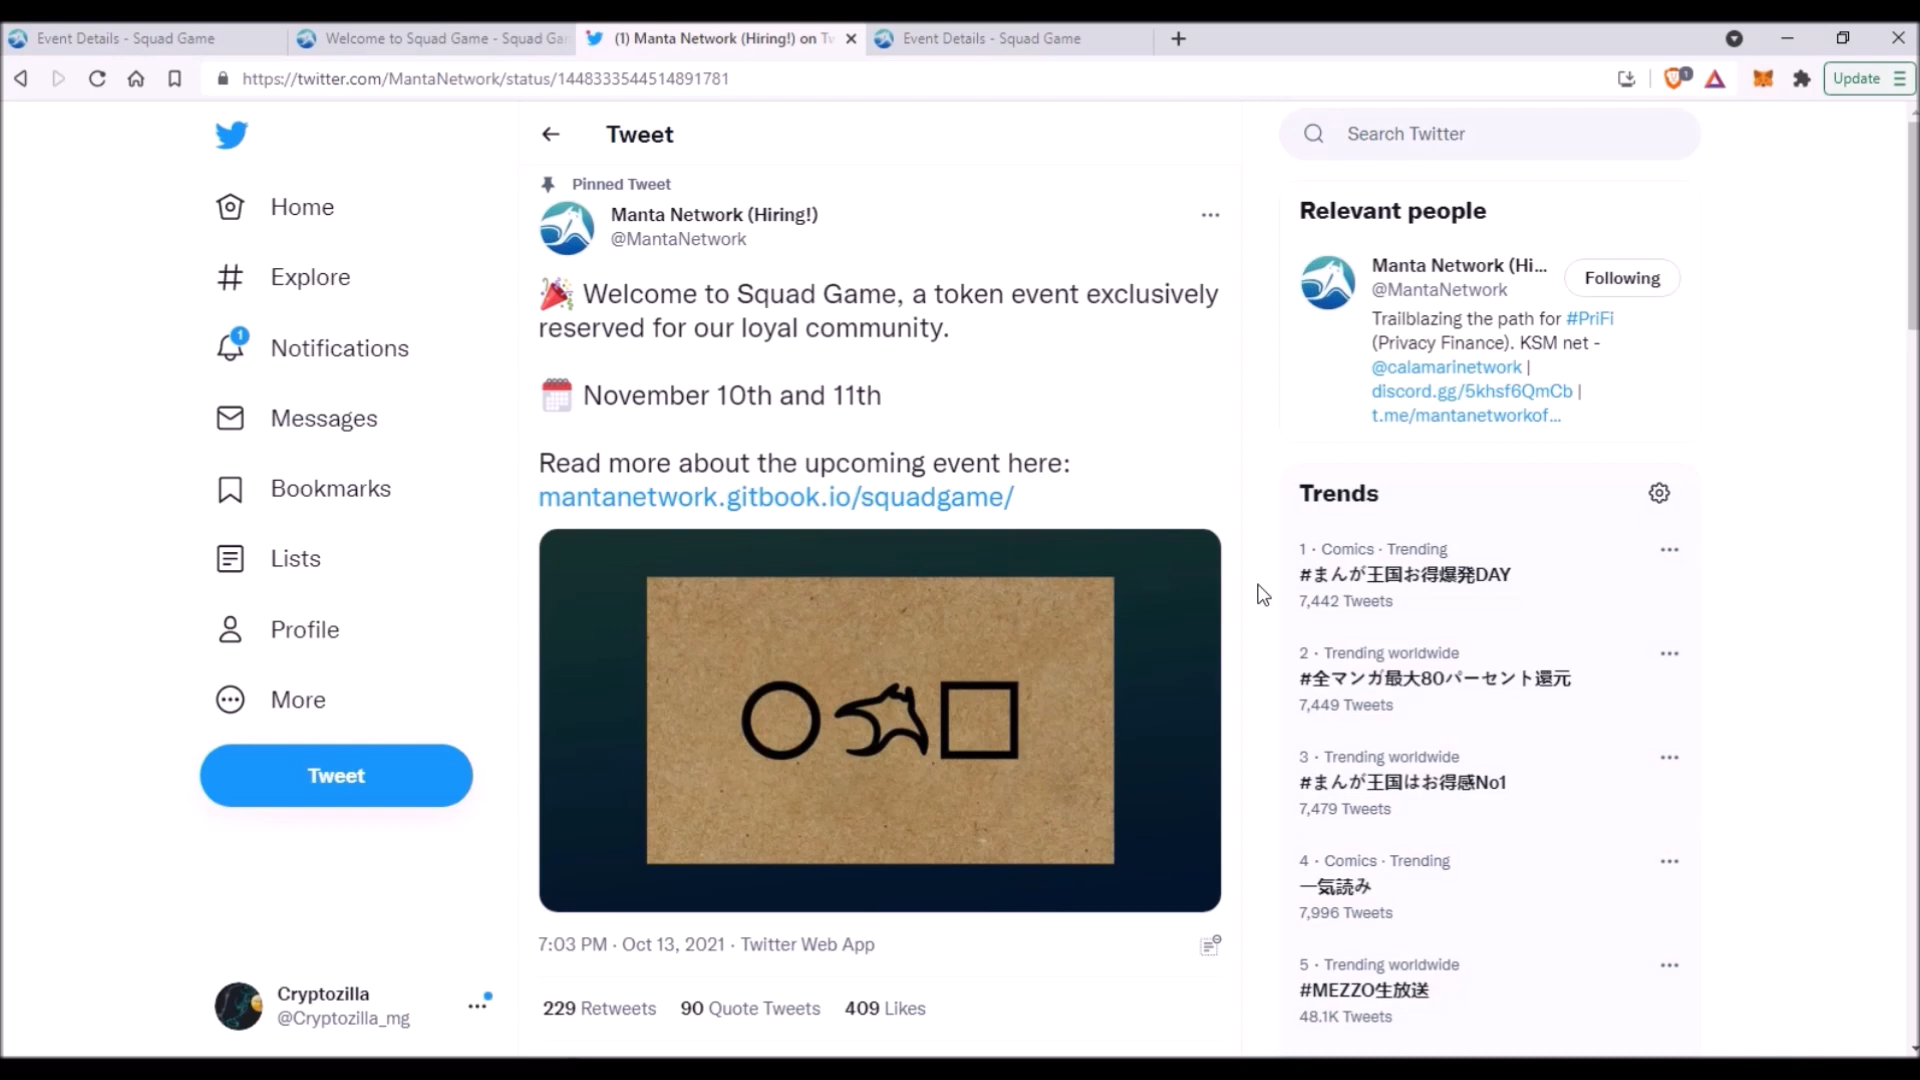 Event Details - Squad Game
Welcome to Squad Game - Squad Ga
(1) Manta Network (Hiring!) on Tw
Event Details - Squad Game
https://twitter.com/MantaNetwork/status/1448333544514891781
1
Update
Home
Explore
1
Notifications
Messages
Bookmarks
Lists
Profile
More
Tweet
Cryptozilla
@Cryptozilla_mg
Tweet
Pinned Tweet
Manta Network (Hiring!)
@MantaNetwork
Welcome to Squad Game, a token event exclusively
reserved for our loyal community.
November 10th and 11th
Read more about the upcoming event here:
mantanetwork.gitbook.io/squadgame/
7:03 PM · Oct 13, 2021 · Twitter Web App
229 Retweets 90 Quote Tweets 409 Likes
Search Twitter
Relevant people
Manta Network (Hi...
@MantaNetwork
Following
Trailblazing the path for #PriFi
(Privacy Finance). KSM net -
@calamarinetwork |
discord.gg/5khsf6QmCb |
t.me/mantanetworkof...
Trends
1 · Comics · Trending
#まんが王国お得爆発DAY
7,442 Tweets
2 · Trending worldwide
#全マンガ最大80パーセント還元
7,449 Tweets
3 · Trending worldwide
#まんが王国はお得感No1
7,479 Tweets
4 · Comics · Trending
一気読み
7,996 Tweets
5 · Trending worldwide
#MEZZO生放送
48.1K Tweets